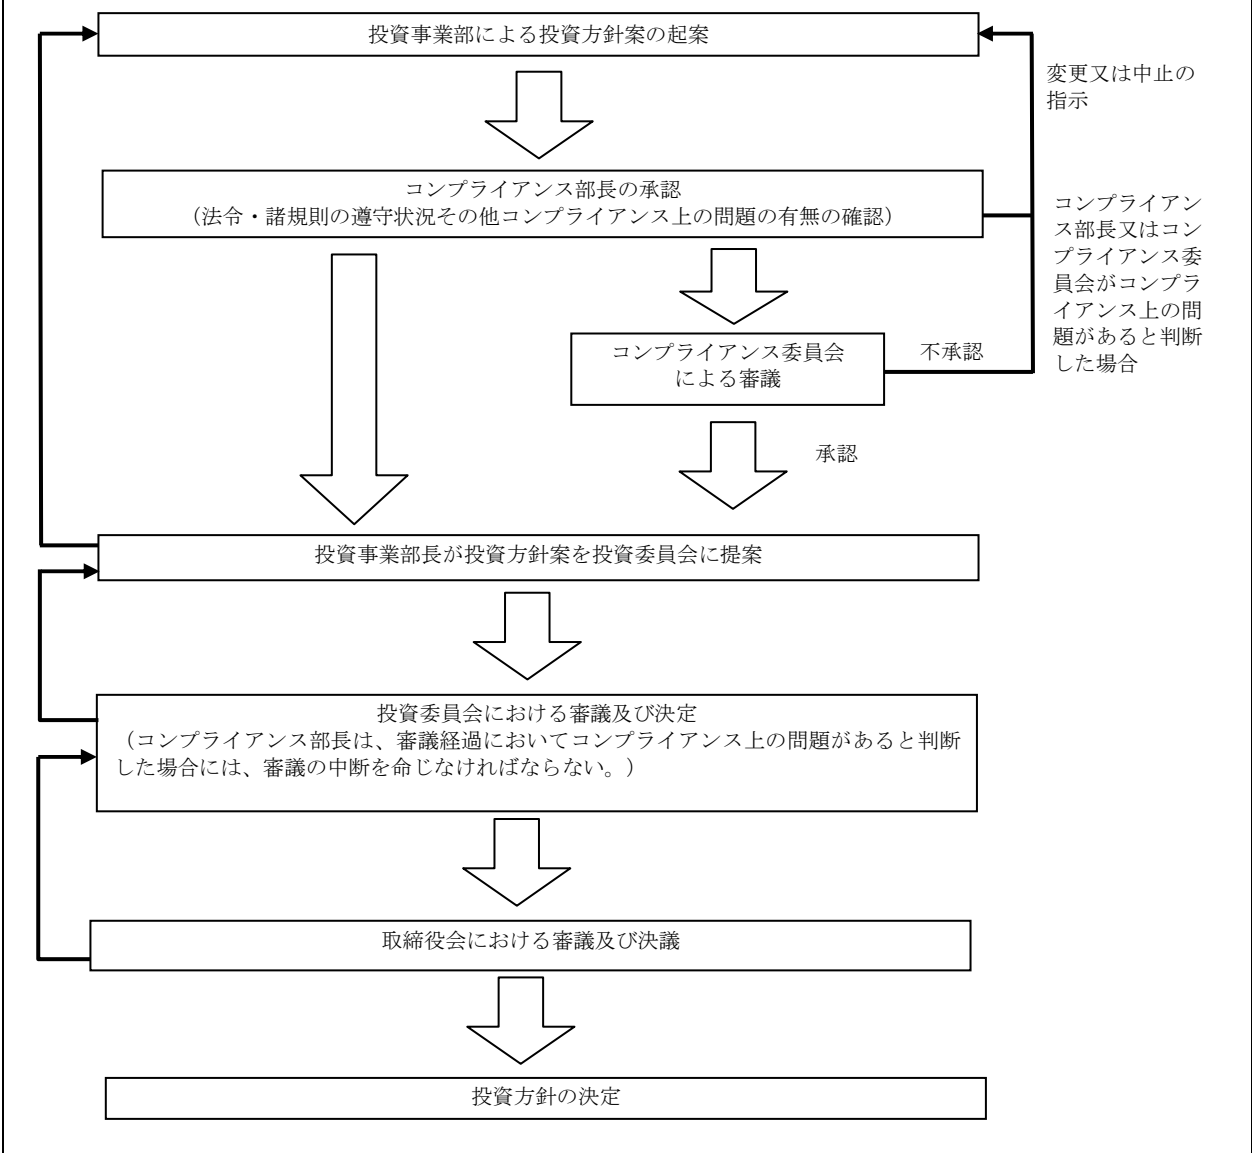 投資事業部による投資方針案の起案
変更又は中止の
指示
コンプライアンス部長の承認
（法令・諸規則の遵守状況その他コンプライアンス上の問題の有無の確認）
コンプライアン
ス部長又はコン
プライアンス委
員会がコンプラ
イアンス上の問
題があると判断
した場合
コンプライアンス委員会
による審議
不承認
承認
投資事業部長が投資方針案を投資委員会に提案
投資委員会における審議及び決定
（コンプライアンス部長は、審議経過においてコンプライアンス上の問題があると判断
した場合には、審議の中断を命じなければならない。）
取締役会における審議及び決議
投資方針の決定